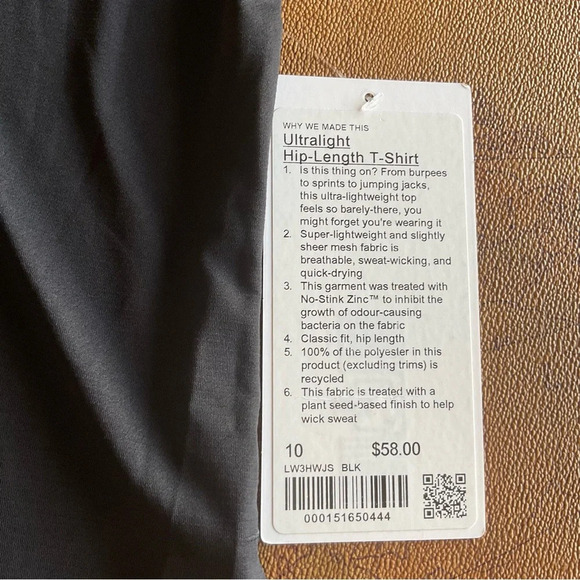 WHY WE MADE THIS
Ultralight
Hip-Length T-Shirt
1. Is this thing on? From burpees
to sprints to jumping jacks,
this ultra-lightweight top
feels so barely-there, you
might forget you're wearing it
2. Super-lightweight and slightly
sheer mesh fabric is
breathable, sweat-wicking, and
quick-drying
3. This garment was treated with
No-Stink Zinc™ to inhibit the
growth of odour-causing
bacteria on the fabric
4. Classic fit, hip length
5. 100% of the polyester in this
product (excluding trims) is
recycled
6. This fabric is treated with a
plant seed-based finish to help
wick sweat
10 $58.00
LW3HWJS BLK
000151650444